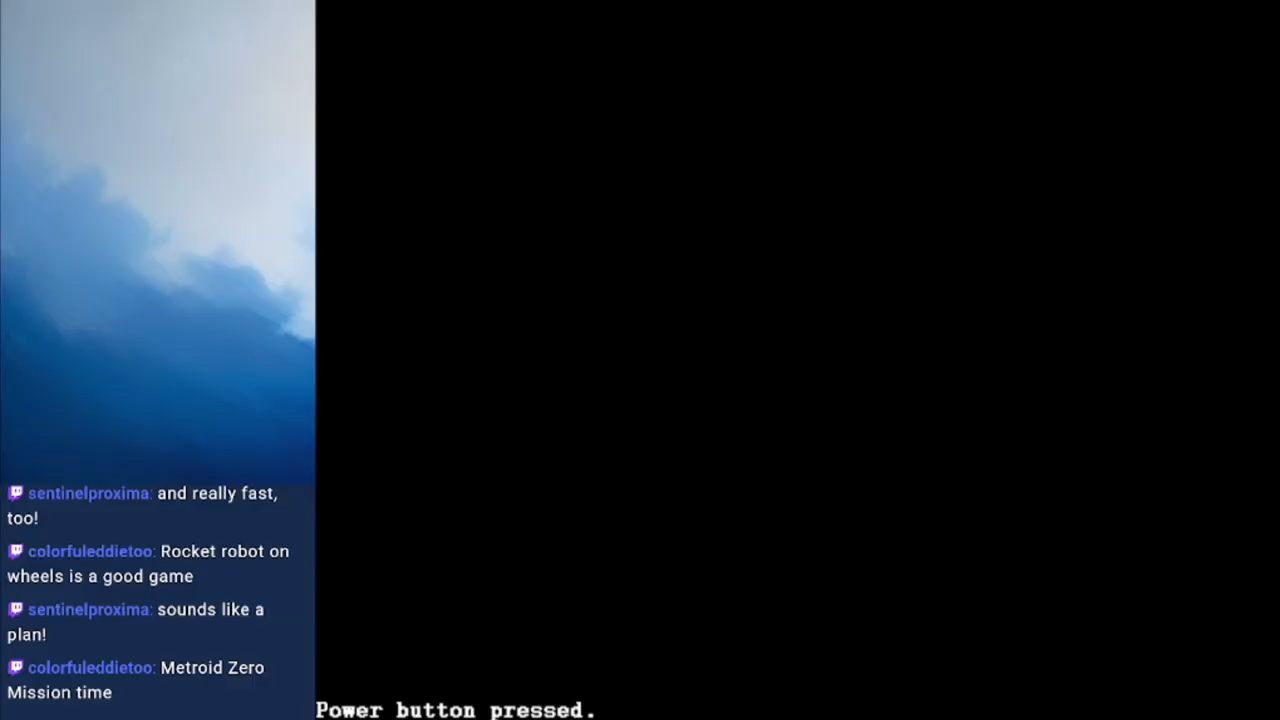 sentinelproxima: and really fast,
too!
colorfuleddietoo: Rocket robot on
wheels is a good game
sentinelproxima: sounds like a
plan!
colorfuleddietoo: Metroid Zero
Mission time
Power button pressed.